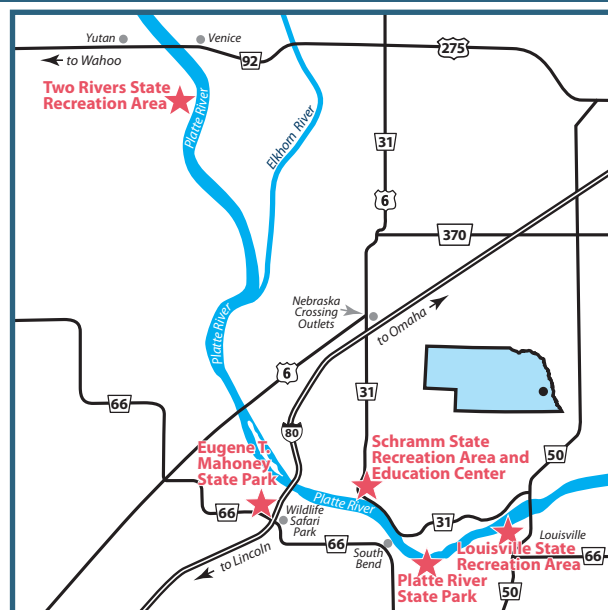 Yutan
Venice
to Wahoo
92
275
Two Rivers State
Recreation Area
Platte River
Elkhorn River
31
6
370
Nebraska
Crossing
Outlets
to Omaha
Platte River
6
66
31
80
Eugene T.
Mahoney
State Park
Schramm State
Recreation Area and
Education Center
50
Platte River
66
Wildlife
Safari
Park
31
66
South
Bend
Louisville
66
Louisville State
Recreation Area
to Lincoln
Platte River
State Park
50